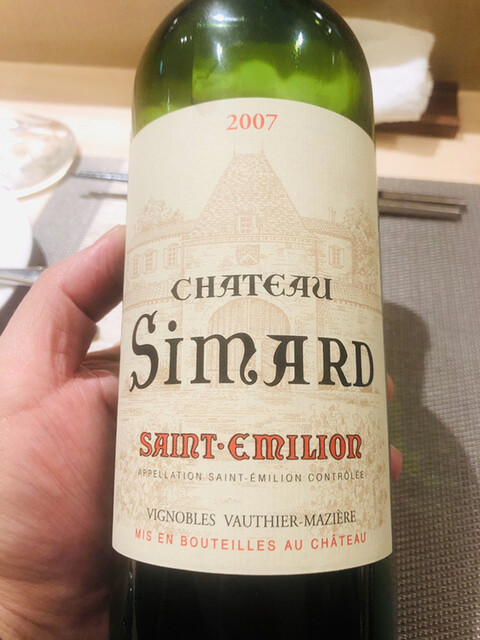 2007
CHATEAU
SIMARD
SAINT·EMILION
APPELLATION SAINT-ÉMILION CONTRÔLÉE
VIGNOBLES VAUTHIER-MAZIÈRE
MIS EN BOUTEILLES AU CHÂTEAU